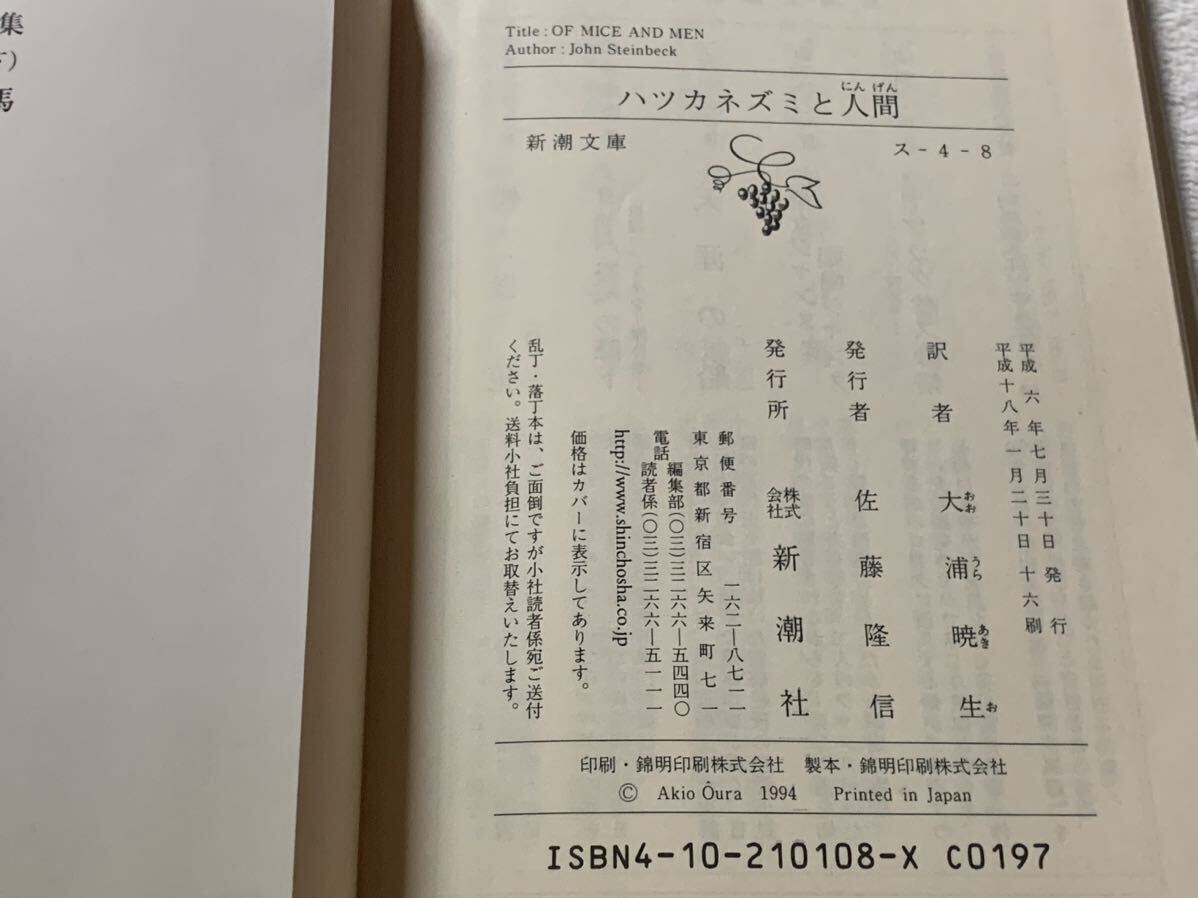 集
馬
Title : OF MICE AND MEN
Author : John Steinbeck
ハツカネズミと人間
にんげん
新潮文庫
ス-4-8
平成六年七月三十日発行
平成十八年一月二十日十六刷
訳者 大浦暁生
おおうらあきお
発行者 佐藤隆信
発行所 株式会社新潮社
郵便番号 一六二―八七一一
東京都新宿区矢来町七一
電話 編集部(〇三)三二六六―五四四〇
読者係(〇三)三二六六―五一一一
http://www.shinchosha.co.jp
価格はカバーに表示してあります。
乱丁・落丁本は、ご面倒ですが小社読者係宛ご送付
ください。送料小社負担にてお取替えいたします。
印刷・錦明印刷株式会社 製本・錦明印刷株式会社
© Akio Ôura 1994 Printed in Japan
ISBN4-10-210108-X C0197